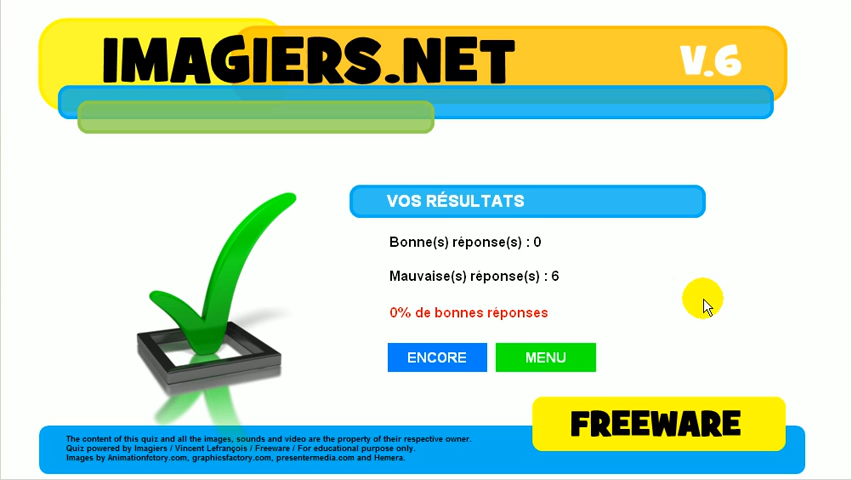 IMAGIERS.NET
V.6
VOS RÉSULTATS
Bonne(s) réponse(s) : 0
Mauvaise(s) réponse(s) : 6
0% de bonnes réponses
ENCORE
MENU
FREEWARE
The content of this quiz and all the images, sounds and video are the property of their respective owner.
Quiz powered by Imagiers / Vincent Lefrançois / Freeware / For educational purpose only.
Images by Animationfctory.com, graphicsfactory.com, presentermedia.com and Hemera.